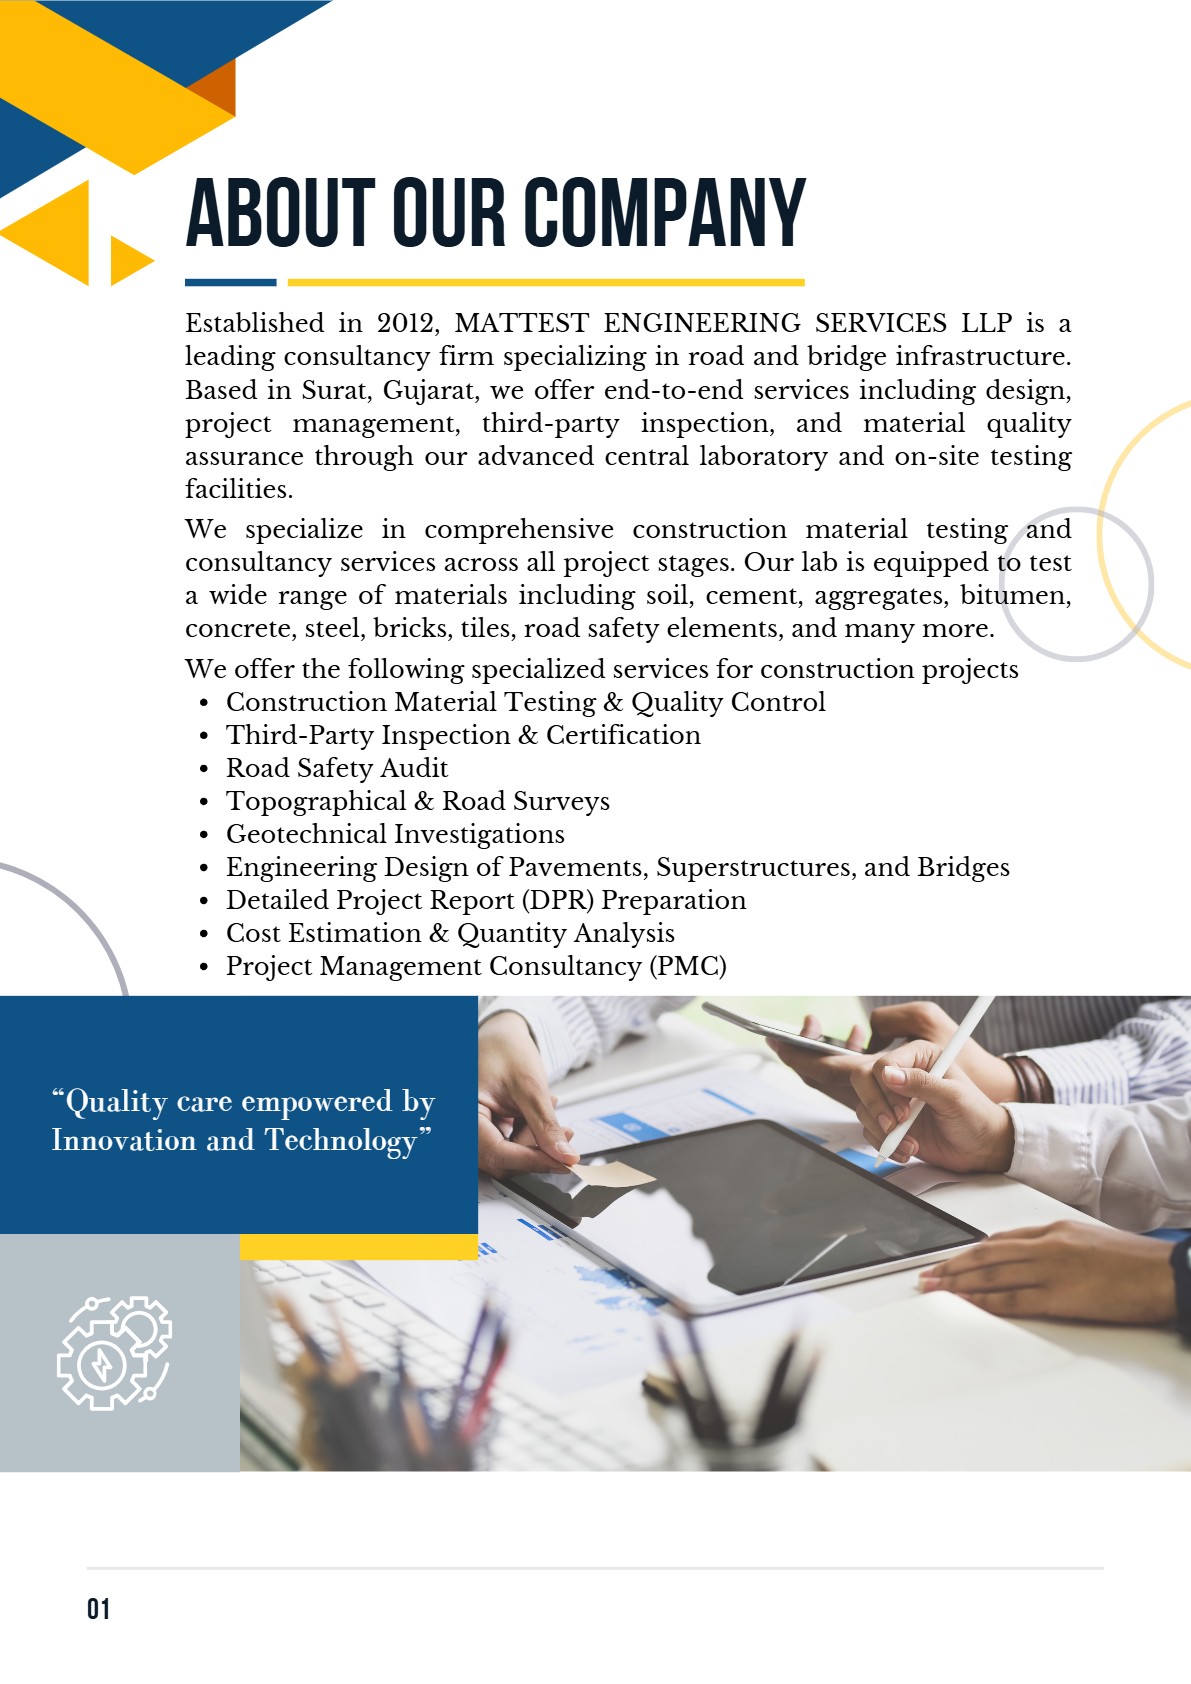 ABOUT OUR COMPANY
Established in 2012, MATTEST ENGINEERING SERVICES LLP is a
leading consultancy firm specializing in road and bridge infrastructure.
Based in Surat, Gujarat, we offer end-to-end services including design,
project management, third-party inspection, and material quality
assurance through our advanced central laboratory and on-site testing
facilities.
We specialize in comprehensive construction material testing and
consultancy services across all project stages. Our lab is equipped to test
a wide range of materials including soil, cement, aggregates, bitumen,
concrete, steel, bricks, tiles, road safety elements, and many more.
We offer the following specialized services for construction projects
• Construction Material Testing & Quality Control
• Third-Party Inspection & Certification
• Road Safety Audit
• Topographical & Road Surveys
• Geotechnical Investigations
• Engineering Design of Pavements, Superstructures, and Bridges
• Detailed Project Report (DPR) Preparation
• Cost Estimation & Quantity Analysis
• Project Management Consultancy (PMC)
“Quality care empowered by
Innovation and Technology”
01